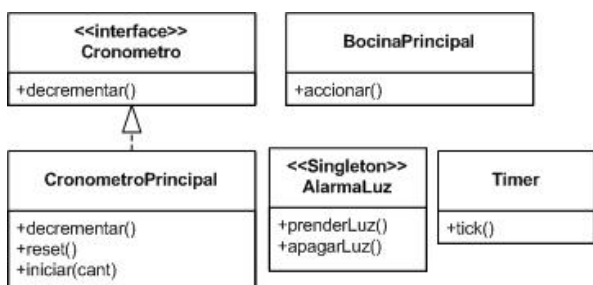 <<interface>>
Cronometro
+decrementar()
BocinaPrincipal
+accionar()
CronometroPrincipal
+decrementar()
+reset()
+iniciar(cant)
<<Singleton>>
AlarmaLuz
+prenderLuz()
+apagarLuz()
Timer
+tick()